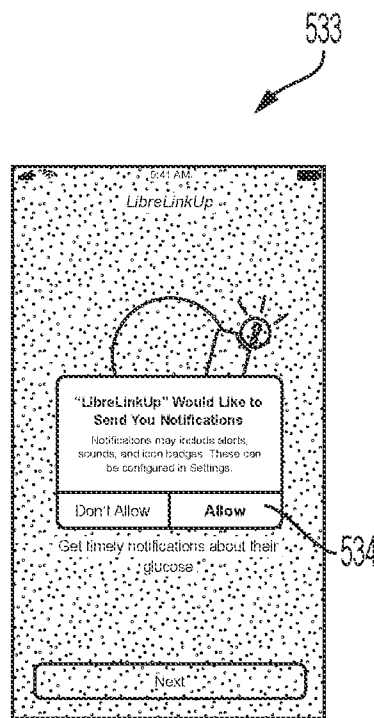 533
9:41 AM
LibreLinkUp
"LibreLinkUp" Would Like to
Send You Notifications
Notifications may include alerts,
sounds, and icon badges. These can
be configured in Settings.
Don't Allow Allow
534
Get timely notifications about their
glucose
Next